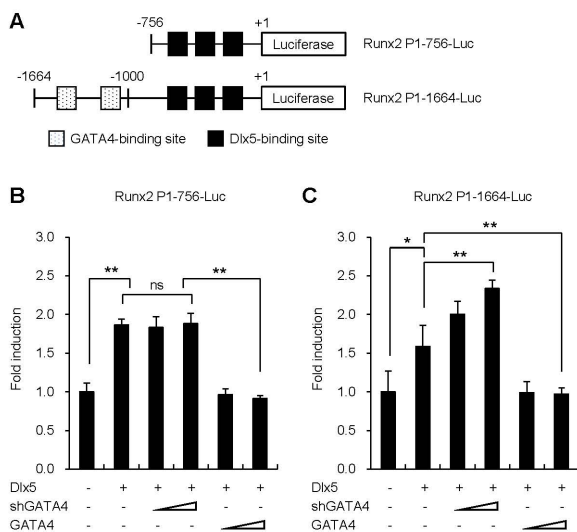 A
-756
+1
Luciferase
Runx2 P1-756-Luc
-1664
-1000
+1
Luciferase
Runx2 P1-1664-Luc
GATA4-binding site
Dlx5-binding site
B
Runx2 P1-756-Luc
Fold induction
3.0
2.5
2.0
1.5
1.0
0.5
0.0
**
ns
**
Dlx5 - + + + + +
shGATA4 - - - -
GATA4 - - - -
C
Runx2 P1-1664-Luc
Fold induction
3.0
2.5
2.0
1.5
1.0
0.5
0.0
*
**
**
Dlx5 - + + + + +
shGATA4 - - - -
GATA4 - - - -